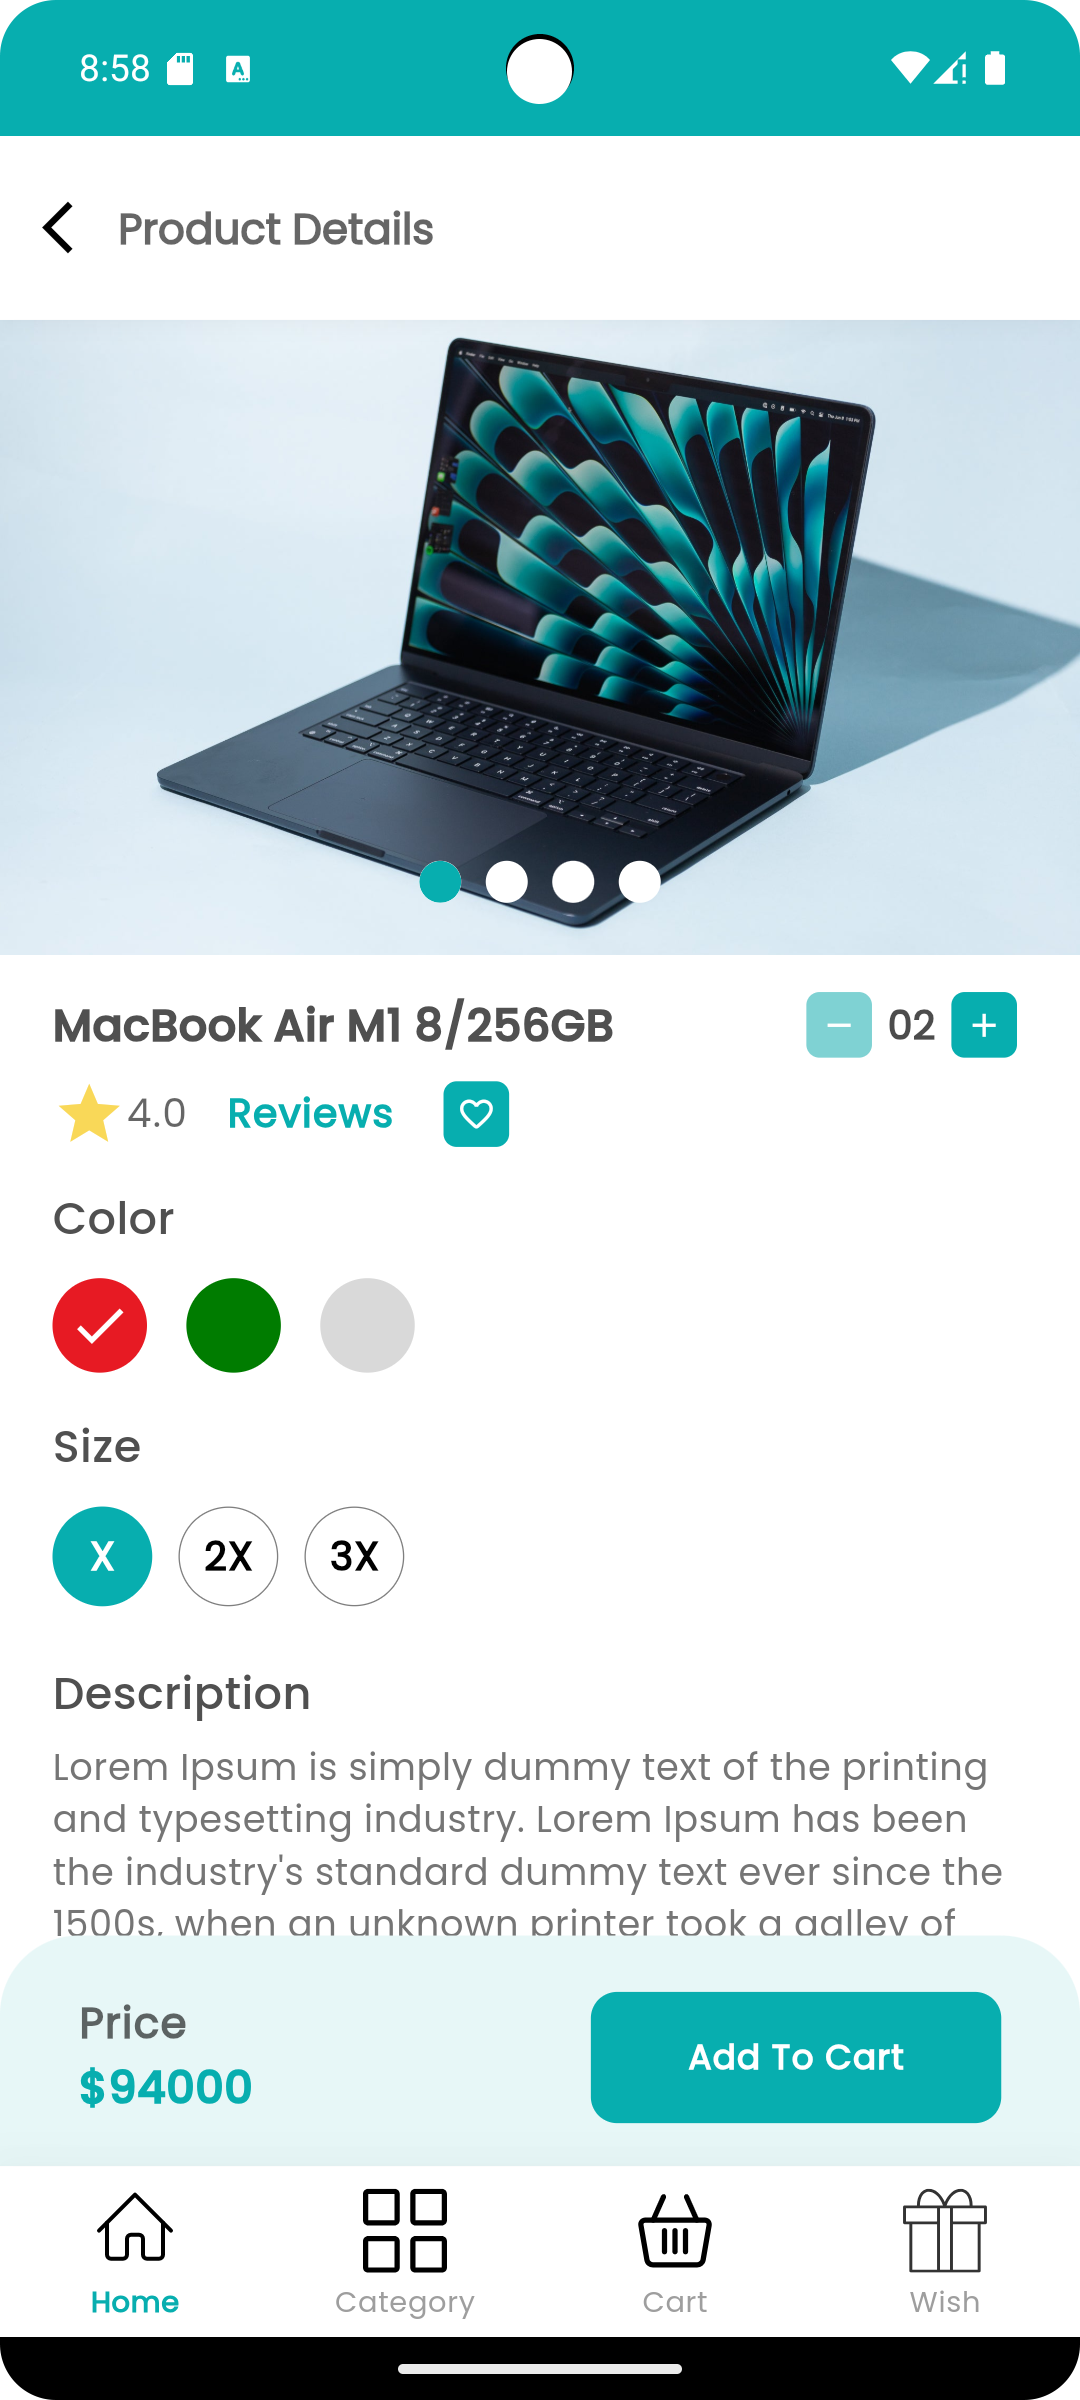 8:58
Product Details
MacBook Air M1 8/256GB
02
4.0 Reviews
Color
Size
X 2X 3X
Description
Lorem Ipsum is simply dummy text of the printing
and typesetting industry. Lorem Ipsum has been
the industry's standard dummy text ever since the
1500s, when an unknown printer took a galley of
Price
$94000
Add To Cart
Home Category Cart Wish